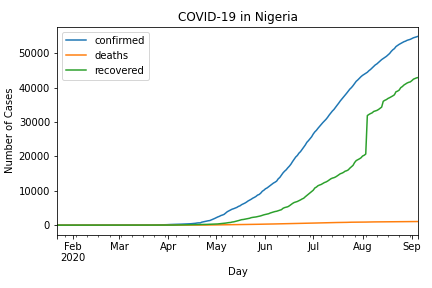 COVID-19 in Nigeria
confirmed
deaths
recovered
Number of Cases
50000
40000
30000
20000
10000
0
Feb Mar Apr May Jun Jul Aug Sep
2020
Day